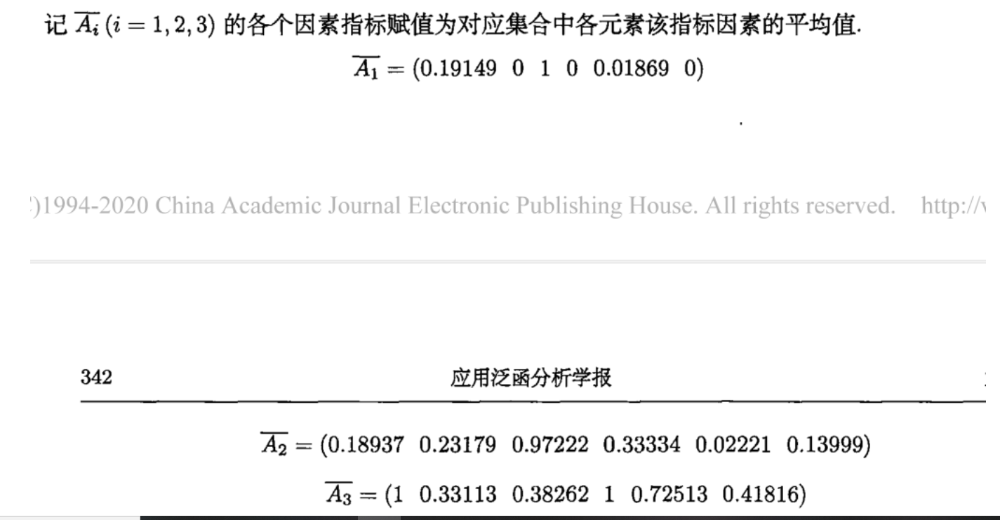 记 $\overline{A_i}$ (i = 1, 2, 3) 的各个因素指标赋值为对应集合中各元素该指标因素的平均值.
$\overline{A_1}$ = (0.19149 0 1 0 0.01869 0)
)1994-2020 China Academic Journal Electronic Publishing House. All rights reserved. http://
342 应用泛函分析学报
$\overline{A_2}$ = (0.18937 0.23179 0.97222 0.33334 0.02221 0.13999)
$\overline{A_3}$ = (1 0.33113 0.38262 1 0.72513 0.41816)